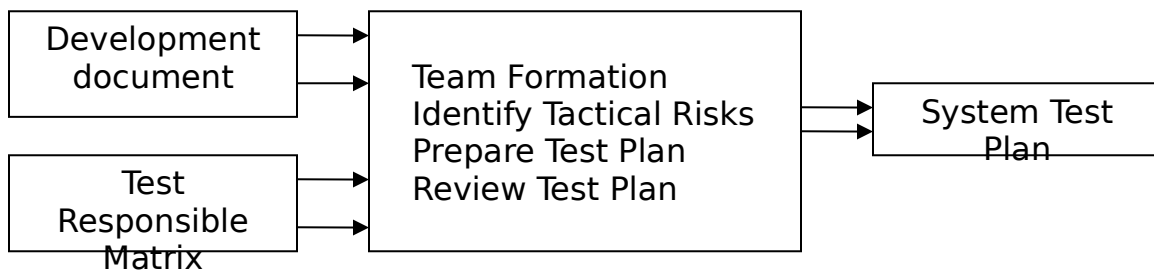 Development
document
Test
Responsible
Matrix
Team Formation
Identify Tactical Risks
Prepare Test Plan
Review Test Plan
System Test
Plan